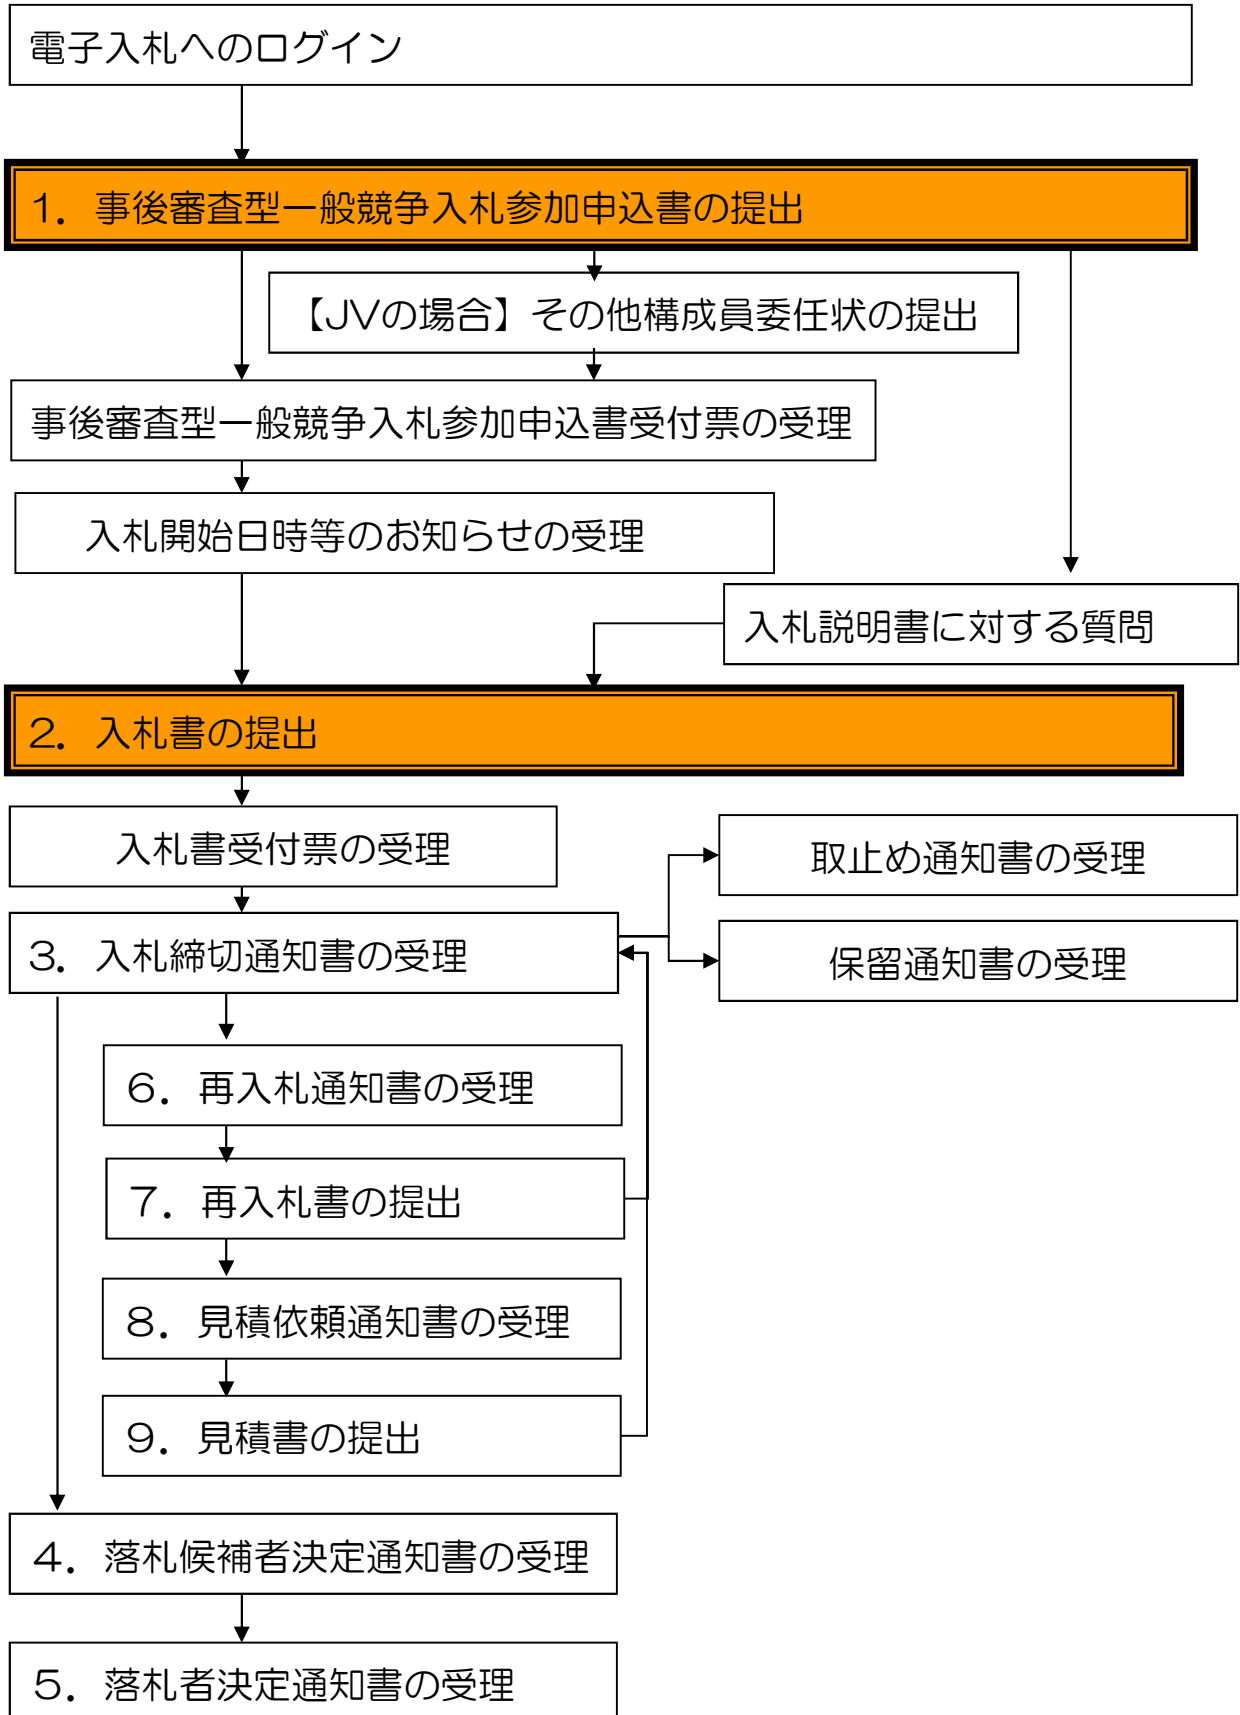 電子入札へのログイン
１．事後審査型一般競争入札参加申込書の提出
【JVの場合】その他構成員委任状の提出
事後審査型一般競争入札参加申込書受付票の受理
入札開始日時等のお知らせの受理
入札説明書に対する質問
２．入札書の提出
入札書受付票の受理
取止め通知書の受理
３．入札締切通知書の受理
保留通知書の受理
６．再入札通知書の受理
７．再入札書の提出
８．見積依頼通知書の受理
９．見積書の提出
４．落札候補者決定通知書の受理
５．落札者決定通知書の受理